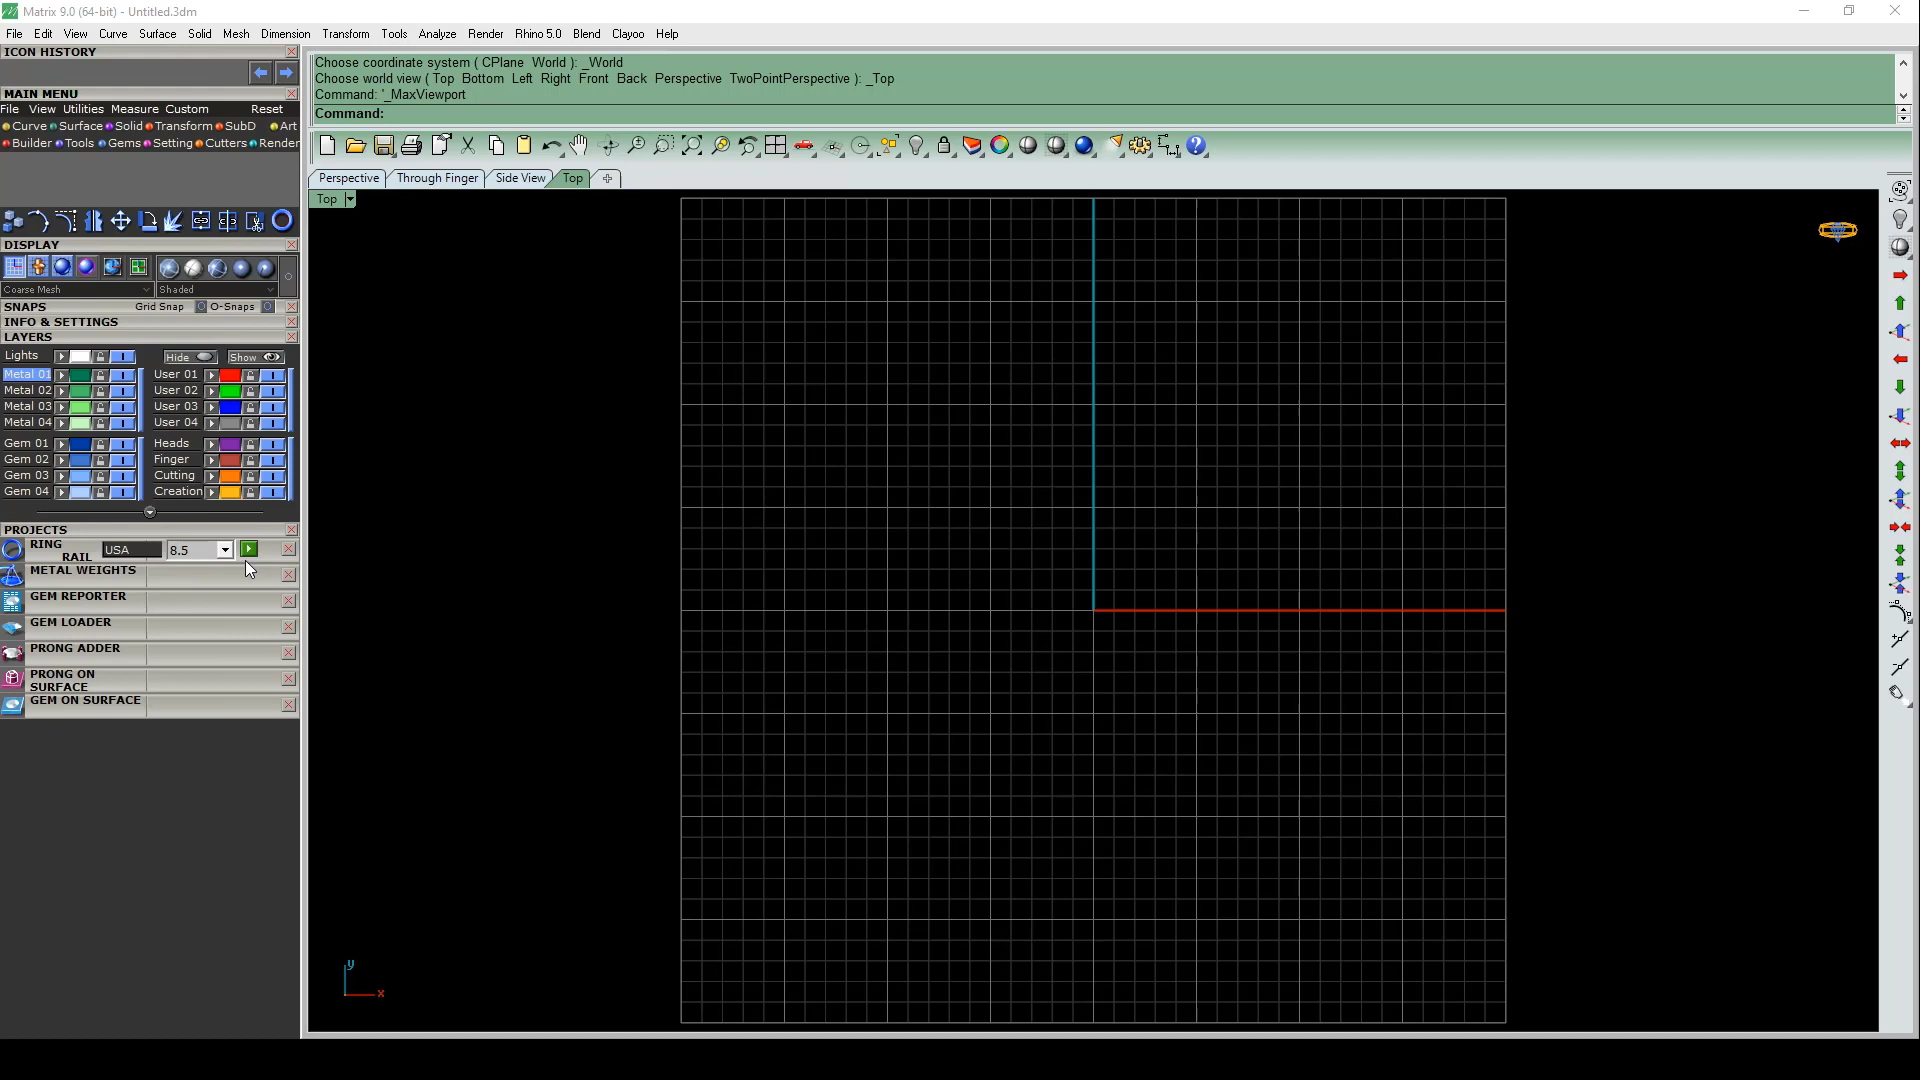 Matrix 9.0 (64-bit) - Untitled.3dm
File Edit View Curve Surface Solid Mesh Dimension Transform Tools Analyze Render Rhino 5.0 Blend Clayoo Help
ICON HISTORY
MAIN MENU
File View Utilities Measure Custom Reset
Curve Surface Solid Transform SubD Art
Builder Tools Gems Setting Cutters Render
DISPLAY
Coarse Mesh Shaded
SNAPS Grid Snap O-Snaps
INFO & SETTINGS
LAYERS
Lights Hide Show
Metal 01 User 01
Metal 02 User 02
Metal 03 User 03
Metal 04 User 04
Gem 01 Heads
Gem 02 Finger
Gem 03 Cutting
Gem 04 Creation
PROJECTS
RING RAIL USA 8.5
METAL WEIGHTS
GEM REPORTER
GEM LOADER
PRONG ADDER
PRONG ON
SURFACE
GEM ON SURFACE
Choose coordinate system ( CPlane World ): _World
Choose world view ( Top Bottom Left Right Front Back Perspective TwoPointPerspective ): _Top
Command: '_MaxViewport
Command:
Perspective Through Finger Side View Top
Top
y
x